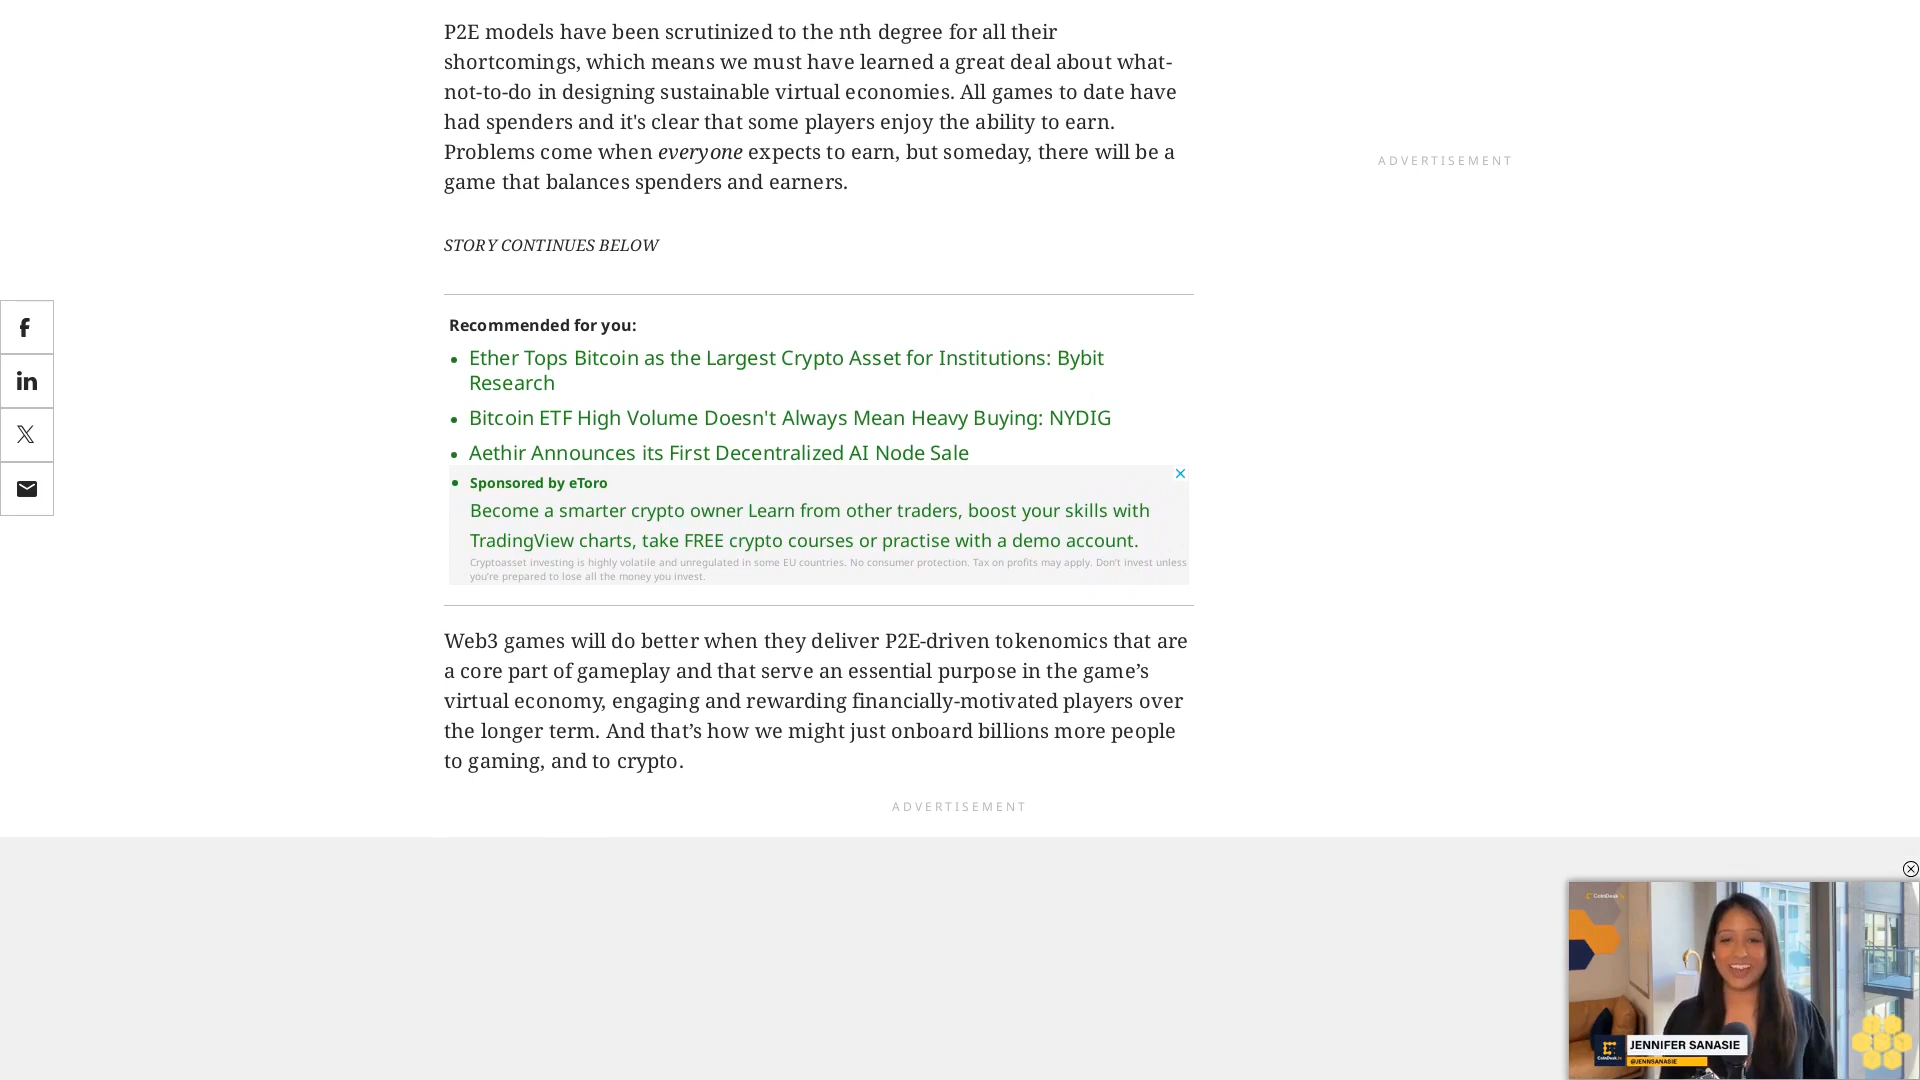 P2E models have been scrutinized to the nth degree for all their
shortcomings, which means we must have learned a great deal about what-
not-to-do in designing sustainable virtual economies. All games to date have
had spenders and it's clear that some players enjoy the ability to earn.
Problems come when everyone expects to earn, but someday, there will be a
game that balances spenders and earners.
ADVERTISEMENT
STORY CONTINUES BELOW
Recommended for you:
Ether Tops Bitcoin as the Largest Crypto Asset for Institutions: Bybit
Research
Bitcoin ETF High Volume Doesn't Always Mean Heavy Buying: NYDIG
Aethir Announces its First Decentralized AI Node Sale
Sponsored by eToro
Become a smarter crypto owner Learn from other traders, boost your skills with
TradingView charts, take FREE crypto courses or practise with a demo account.
Cryptoasset investing is highly volatile and unregulated in some EU countries. No consumer protection. Tax on profits may apply. Don't invest unless
you're prepared to lose all the money you invest.
Web3 games will do better when they deliver P2E-driven tokenomics that are
a core part of gameplay and that serve an essential purpose in the game’s
virtual economy, engaging and rewarding financially-motivated players over
the longer term. And that’s how we might just onboard billions more people
to gaming, and to crypto.
ADVERTISEMENT
CoinDesk
JENNIFER SANASIE
@JENNSANASIE
CoinDesk